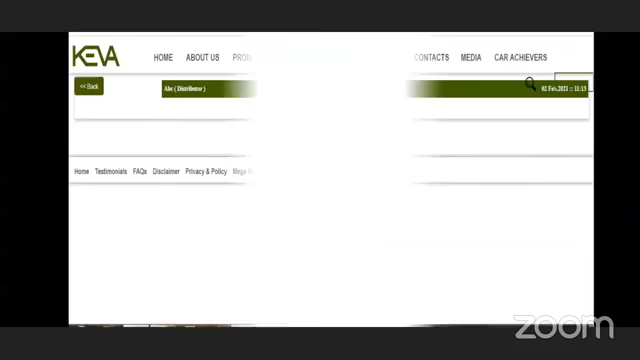 KEVA HOME ABOUT US CONTACTS MEDIA CAR ACHIEVERS
<< Back Abc ( Distributor ) 02 Feb.2021 :: 11:13
Home Testimonials FAQs Disclaimer Privacy & Policy Mega
zoom